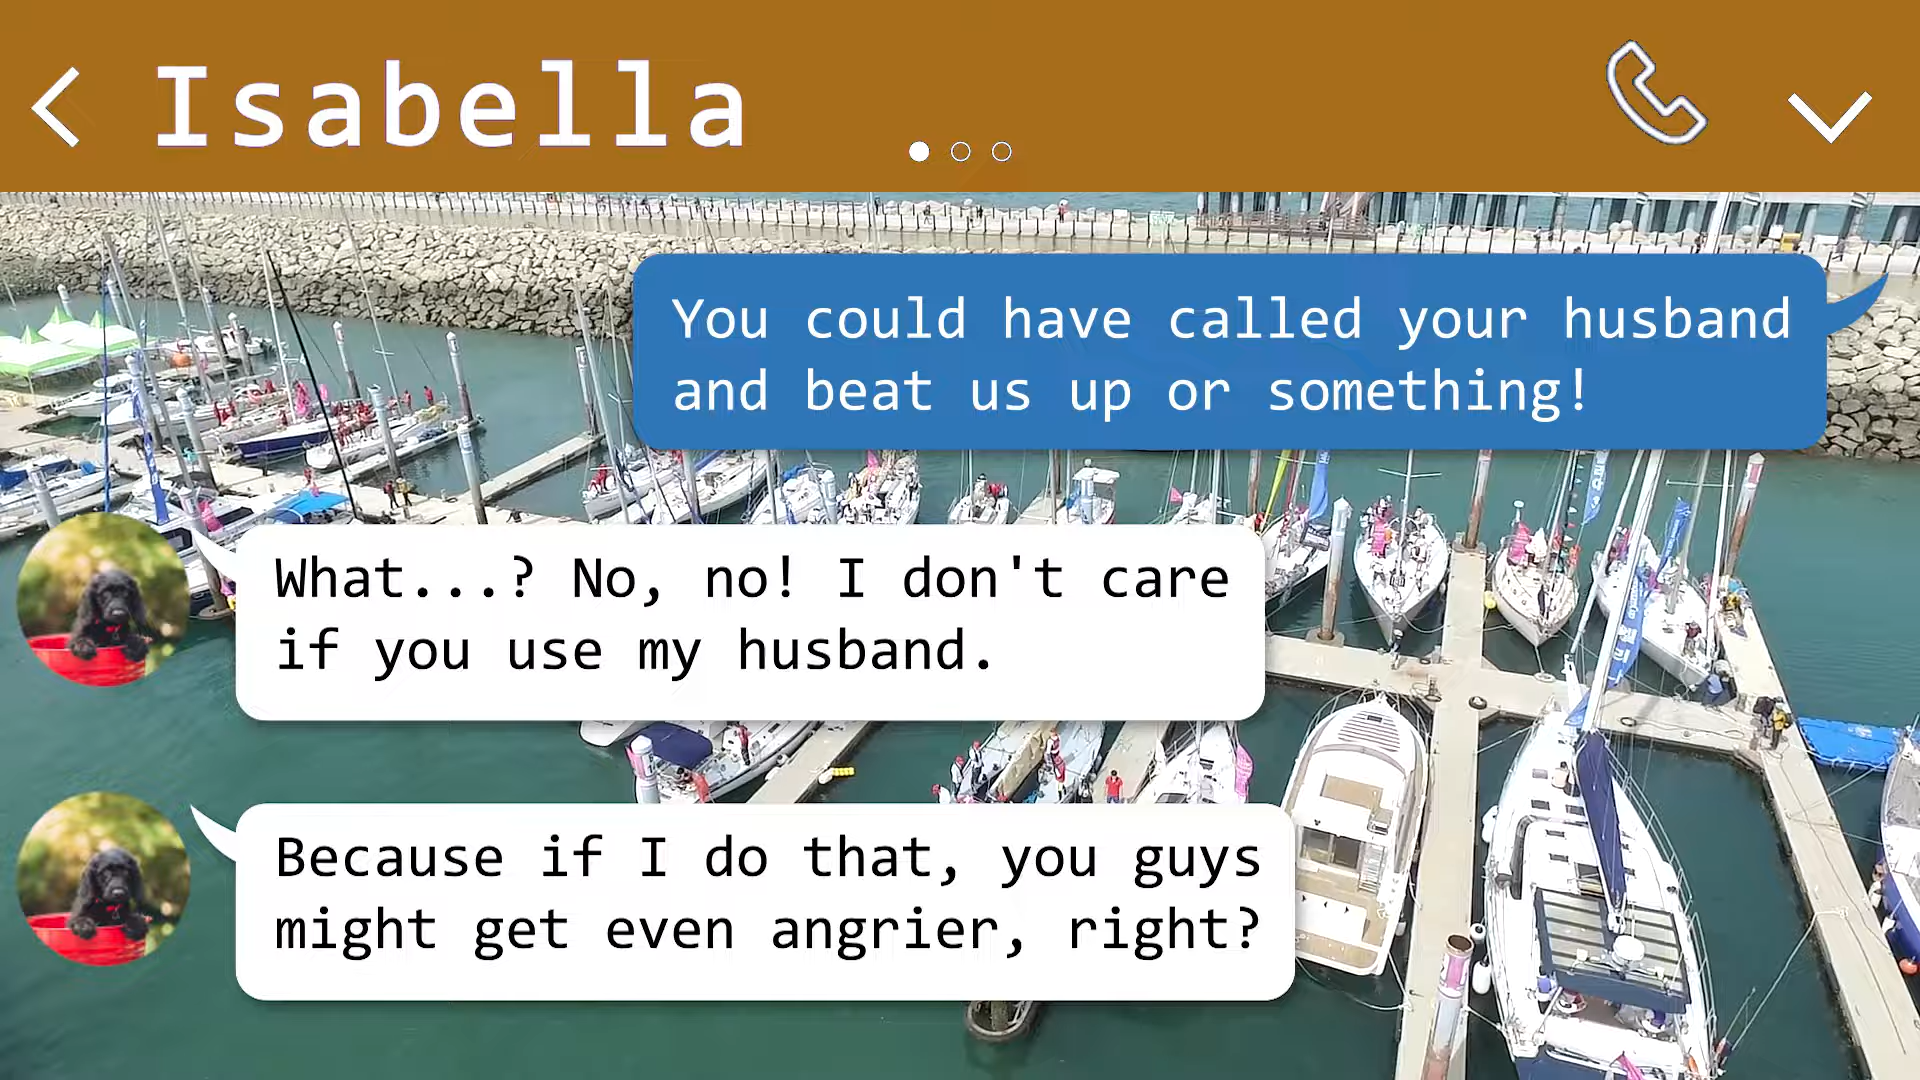 Isabella
You could have called your husband
and beat us up or something!
What...? No, no! I don't care
if you use my husband.
Because if I do that, you guys
might get even angrier, right?